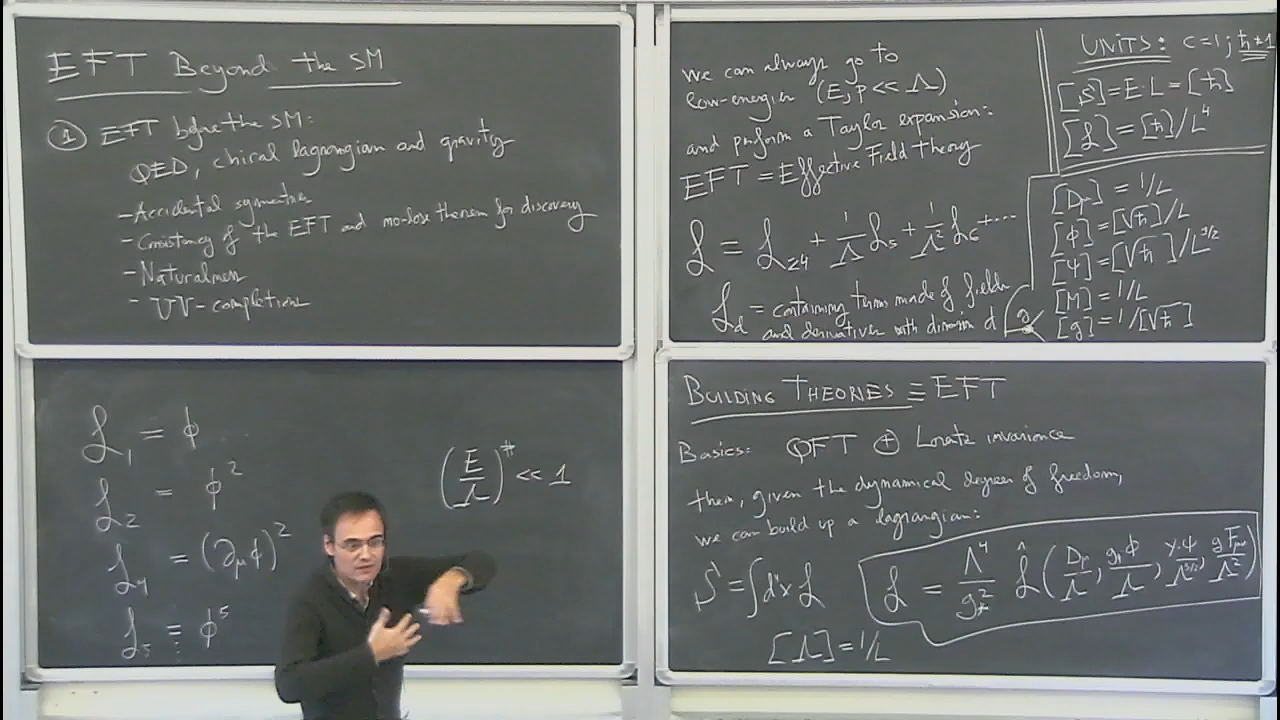 EFT Beyond the SM
① EFT before the SM:
QED, chiral lagrangian and gravity
- Accidental symmetries
- Consistency of the EFT and no-lose theorem for discovery
- Naturalness
- UV-completions
we can always go to
low-energies (E, p << Λ)
and perform a Taylor expansion:
EFT = Effective Field Theory
ℒ = ℒ≤4 + 1/Λ ℒ5 + 1/Λ² ℒ6 + ...
ℒd = containing terms made of fields
and derivatives with dimension d
UNITS: c=1; ħ≠1
[S] = E·L = [ħ]
[ℒ] = [ħ]/L⁴
[Dμ] = 1/L
[φ] = [√ħ]/L
[Ψ] = [√ħ]/L^3/2
[M] = 1/L
[g] = 1/[√ħ]
ℒ1 = φ
ℒ2 = φ²
ℒ4 = (∂μφ)²
ℒ5 = φ⁵
(E/Λ)^# << 1
BUILDING THEORIES ≡ EFT
Basics: QFT ⊕ Lorentz invariance
then, given the dynamical degrees of freedom,
we can build up a lagrangian:
S = ∫d⁴x ℒ
ℒ = Λ⁴/g*² ℒ̂ (Dμ/Λ, g*φ/Λ, γ·ψ/Λ^3/2, gFμν/Λ²)
[Λ] = 1/L